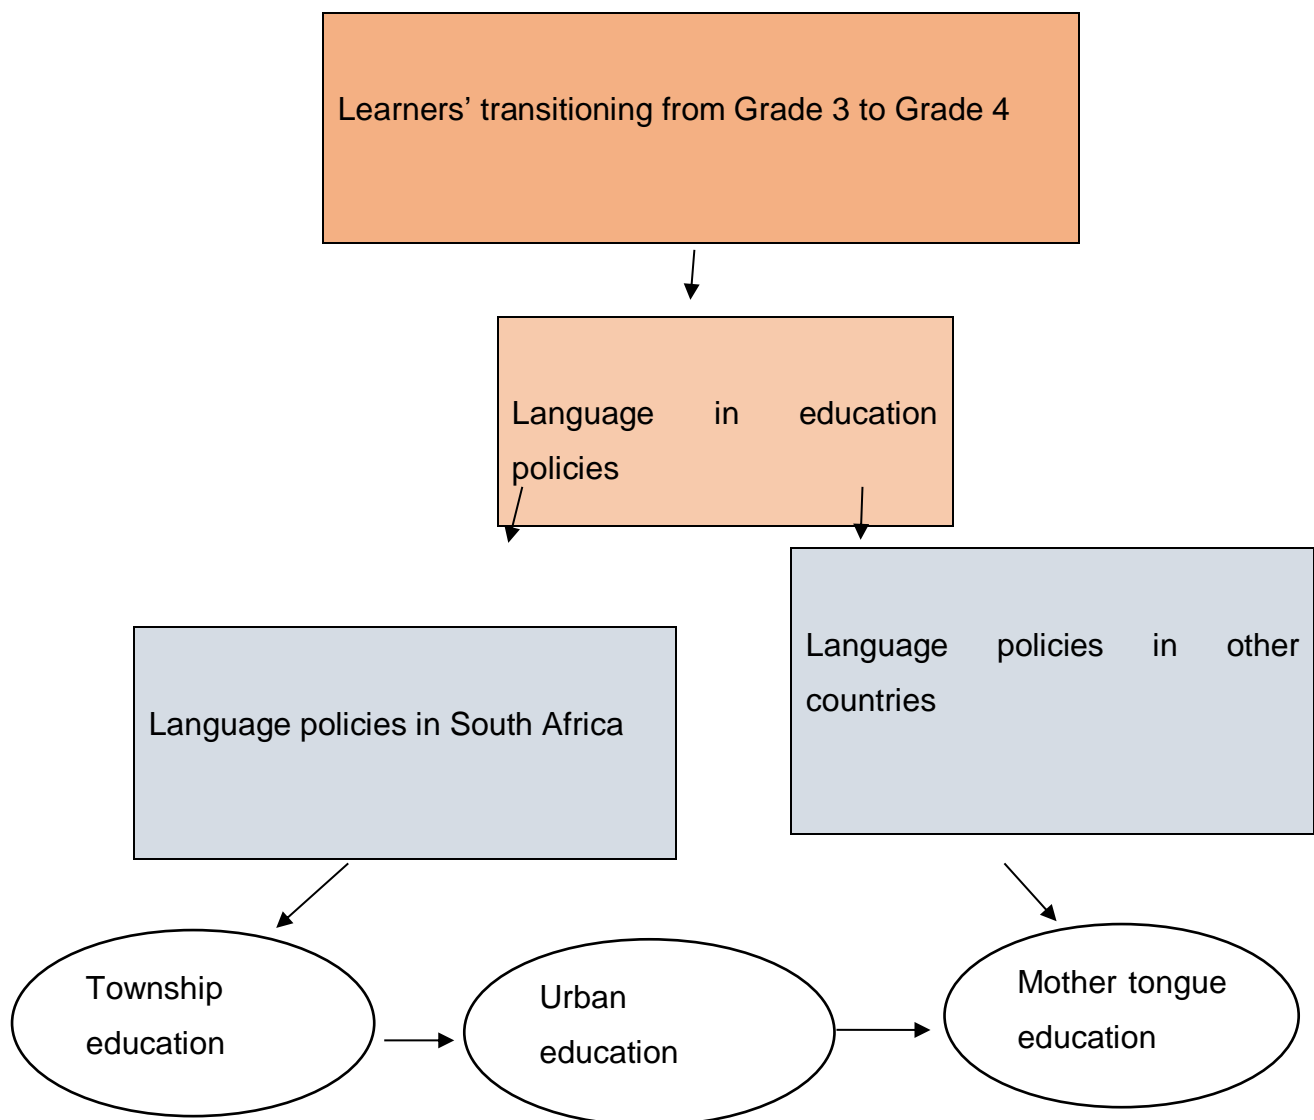 Learners’ transitioning from Grade 3 to Grade 4
Language in education
policies
Language policies in other
countries
Language policies in South Africa
Township
education
Urban
education
Mother tongue
education